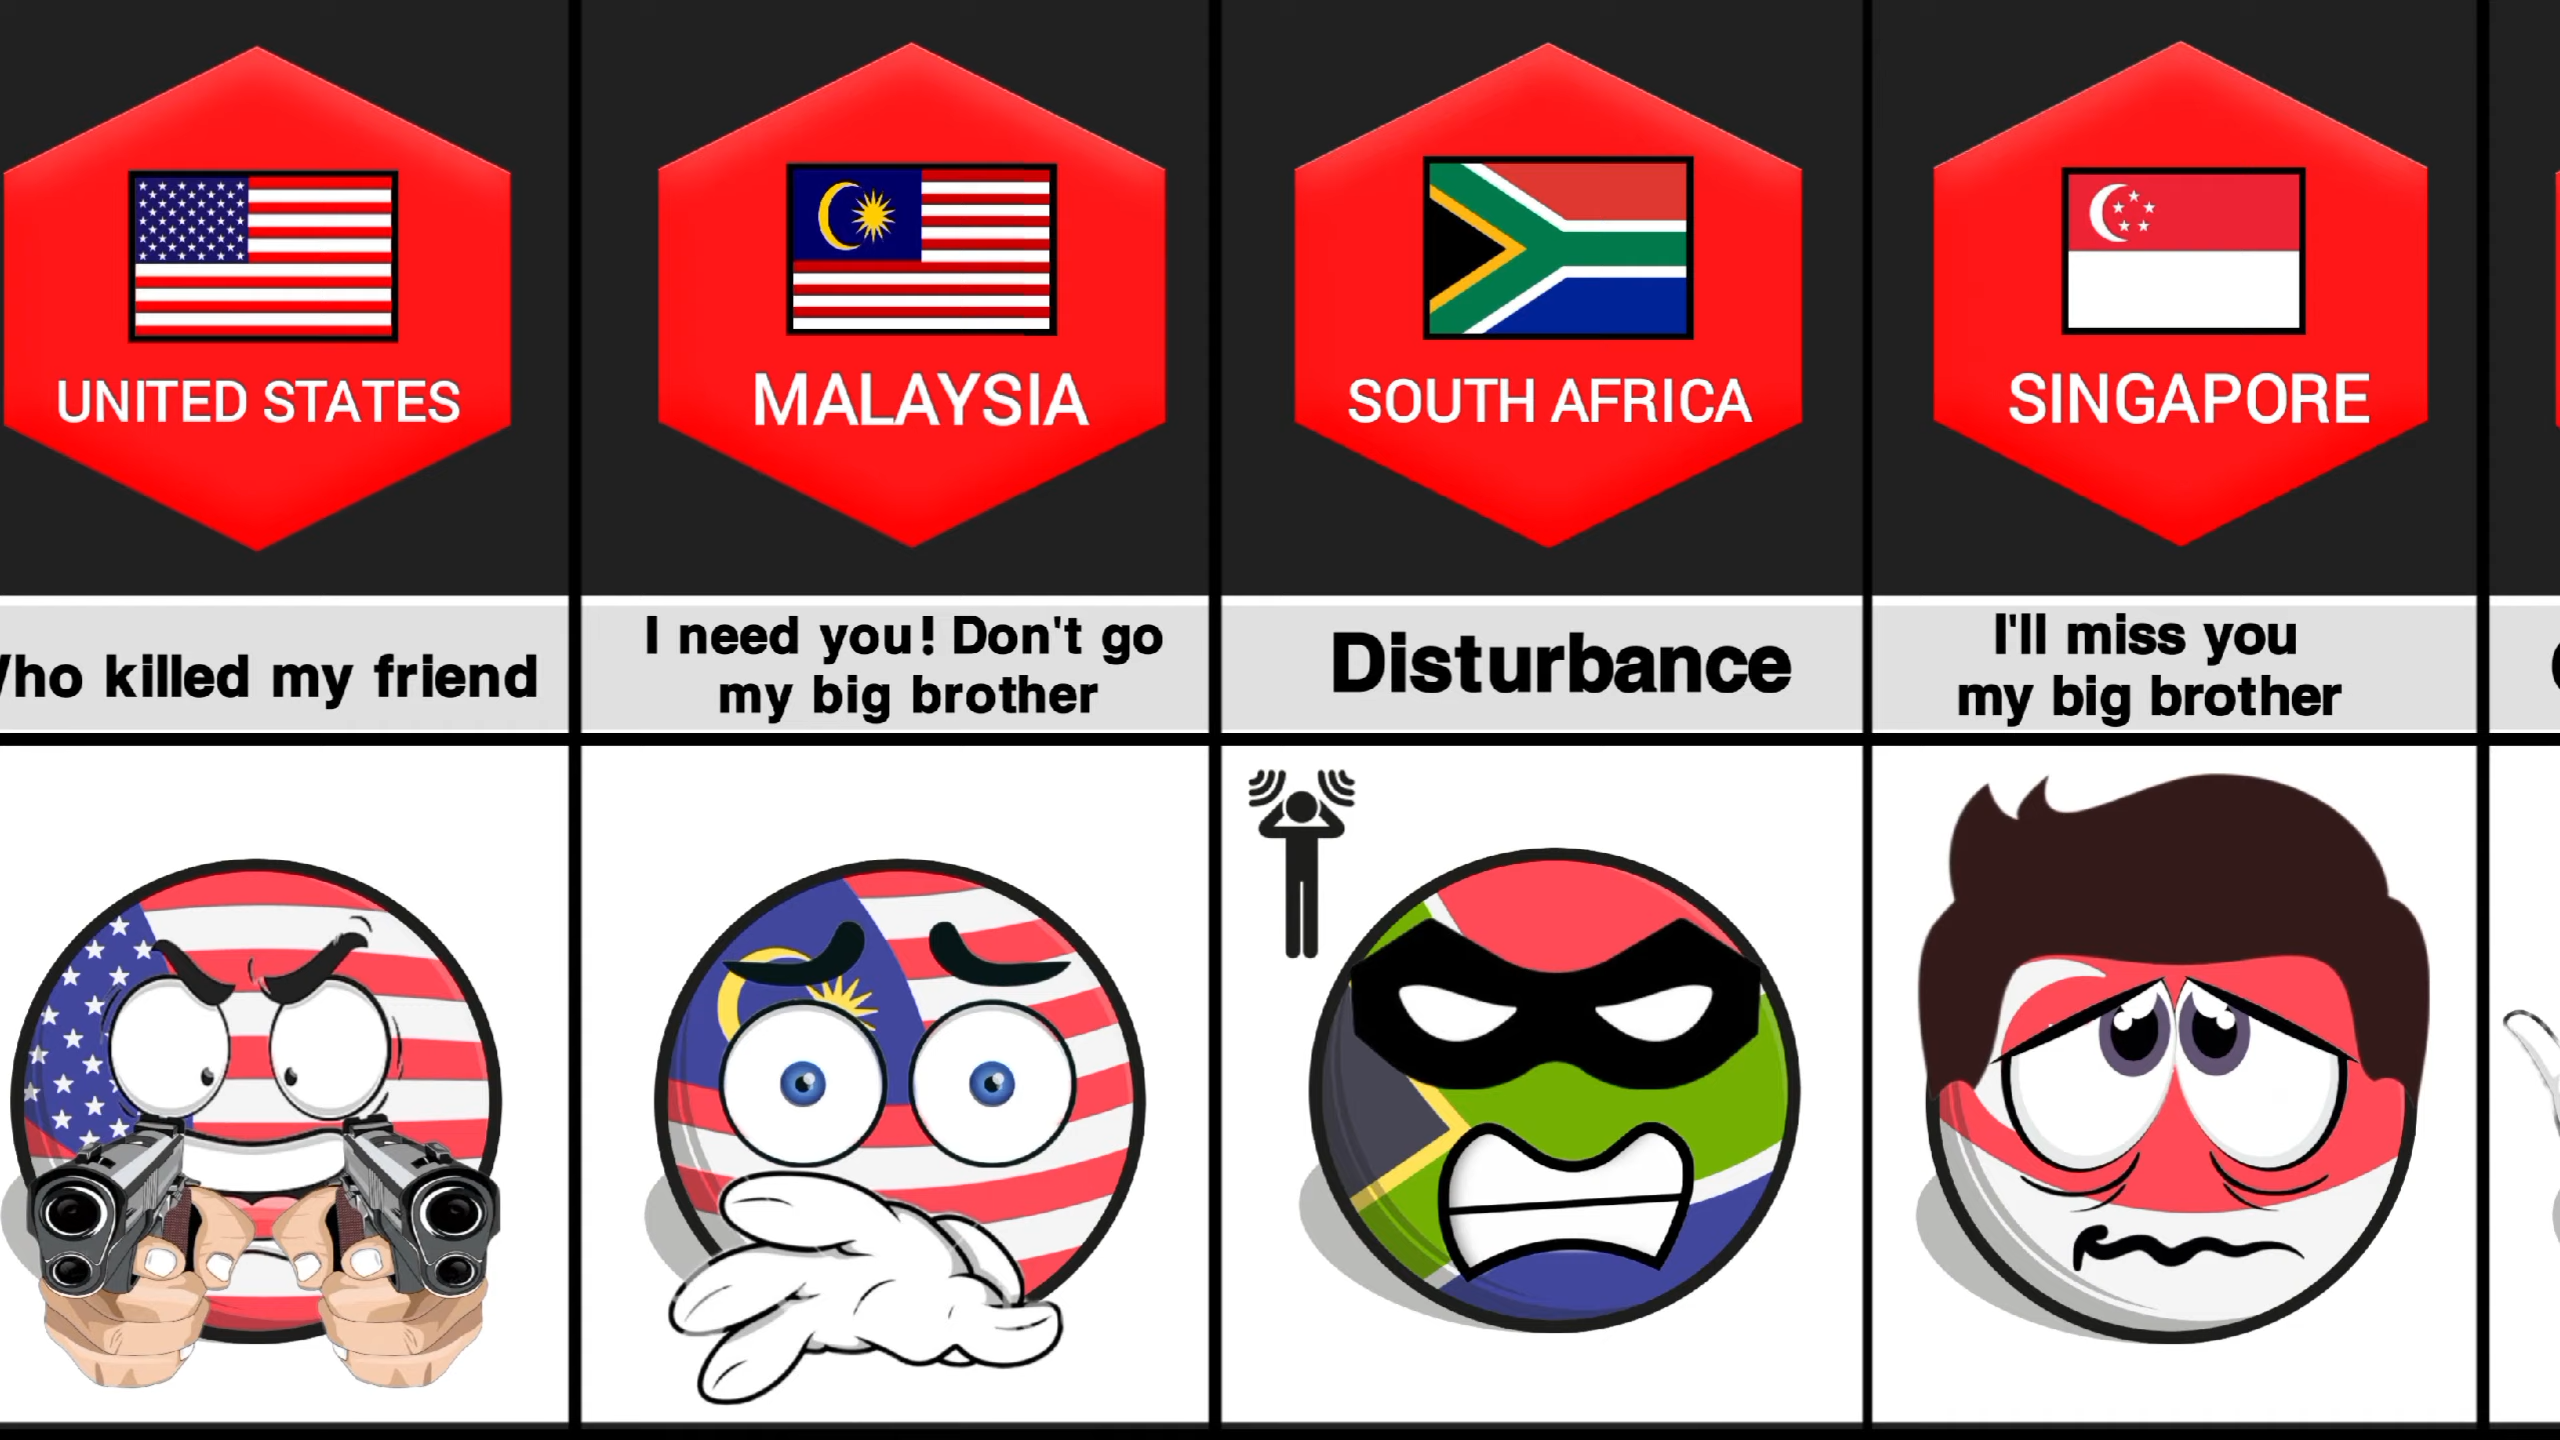 UNITED STATES
MALAYSIA
SOUTH AFRICA
SINGAPORE
killed my friend
I need you! Don't go
my big brother
Disturbance
I'll miss you
my big brother